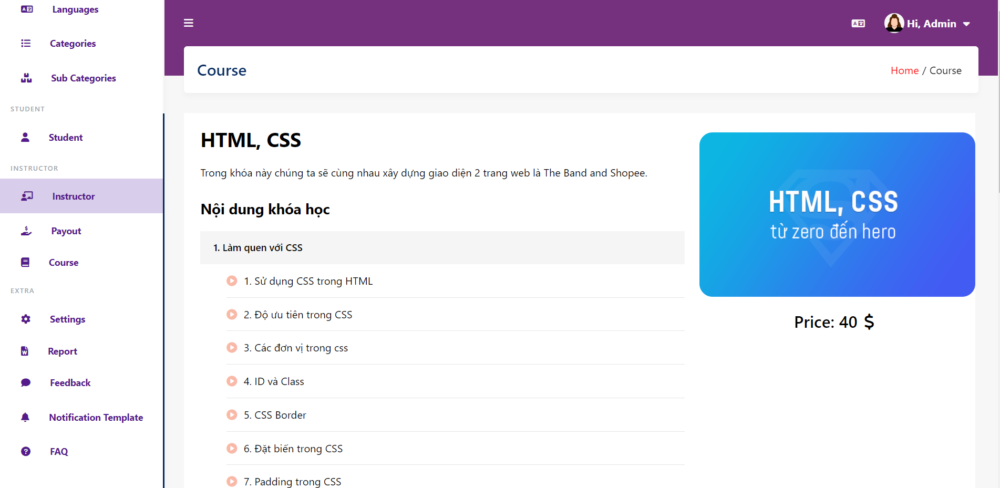 Languages
Categories
Sub Categories
STUDENT
Student
INSTRUCTOR
Instructor
Payout
Course
EXTRA
Settings
Report
Feedback
Notification Template
FAQ
Hi, Admin
Course
Home / Course
HTML, CSS
Trong khóa này chúng ta sẽ cùng nhau xây dựng giao diện 2 trang web là The Band and Shopee.
Nội dung khóa học
1. Làm quen với CSS
1. Sử dụng CSS trong HTML
2. Độ ưu tiên trong CSS
3. Các đơn vị trong css
4. ID và Class
5. CSS Border
6. Đặt biến trong CSS
7. Padding trong CSS
HTML, CSS
từ zero đến hero
Price: 40 $